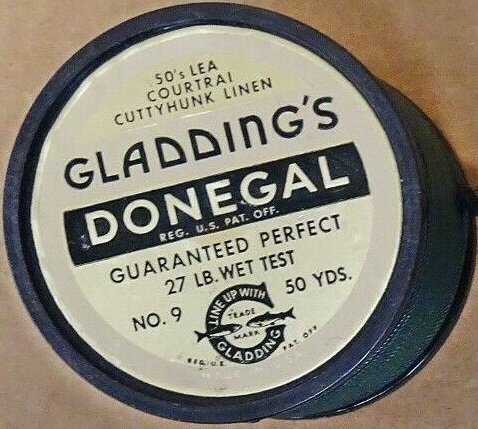 50's LEA
COURTRAI
CUTTYHUNK LINEN
GLADDING'S
DONEGAL
REG. U.S. PAT. OFF.
GUARANTEED PERFECT
27 LB. WET TEST
NO. 9
50 YDS.
LINE UP WITH
TRADE
MARK
GLADDING
REG. U.S. PAT. OFF